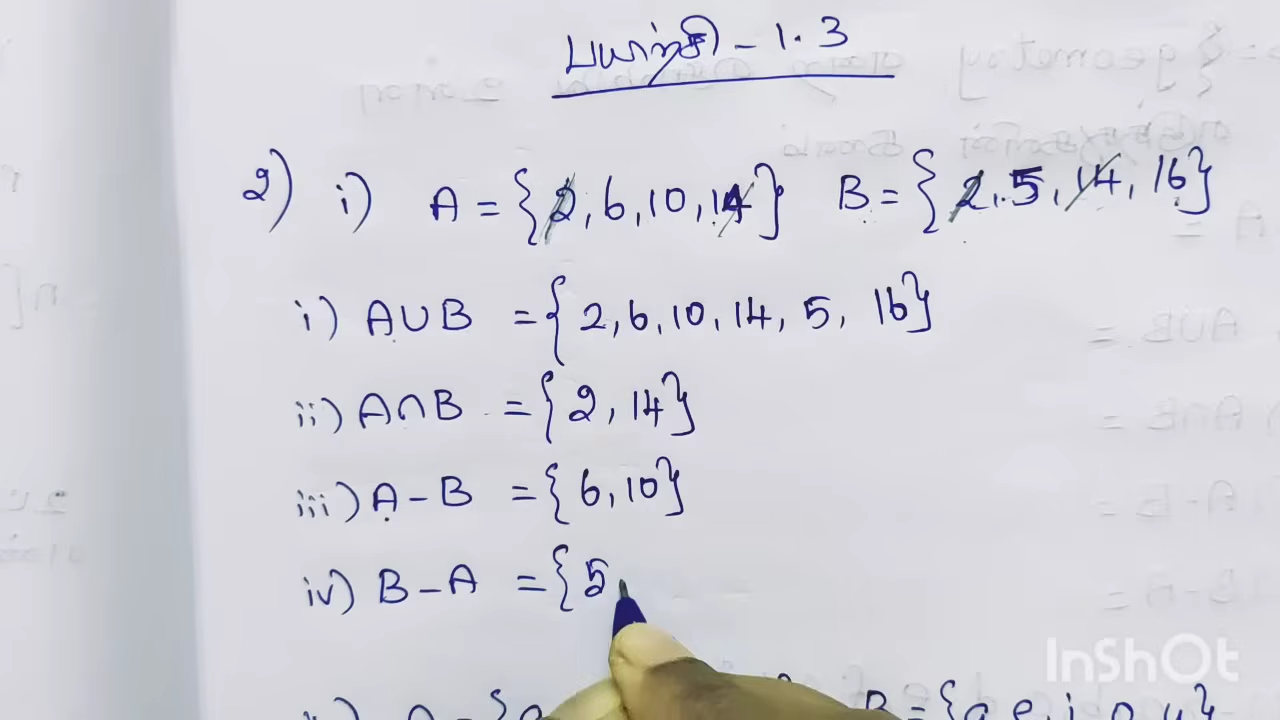 பயிற்சி - 1.3
2) i) A = {2, 6, 10, 14} B = {2, 5, 14, 16}
i) A∪B = {2, 6, 10, 14, 5, 16}
ii) A∩B = {2, 14}
iii) A - B = {6, 10}
iv) B - A = {5
B = {a, e, i, o, u}
InShOt